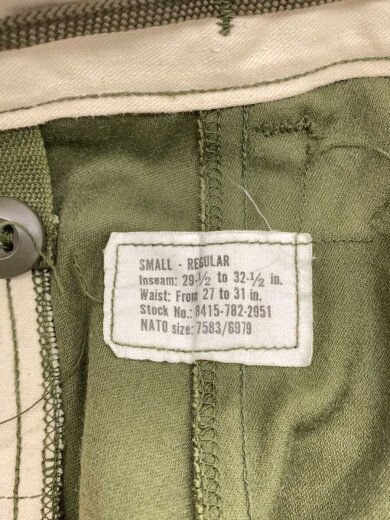 SMALL - REGULAR
Inseam: 29-½ to 32-½ in.
Waist: From 27 to 31 in.
Stock No.: 8415-782-2951
NATO size: 7583/6979